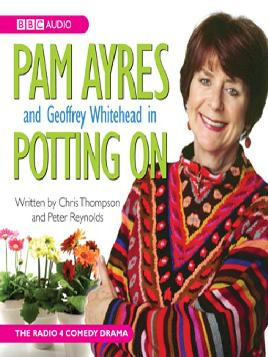 BBC AUDIO
PAM AYRES
and Geoffrey Whitehead in
POTTING ON
Written by Chris Thompson
and Peter Reynolds
THE RADIO 4 COMEDY DRAMA